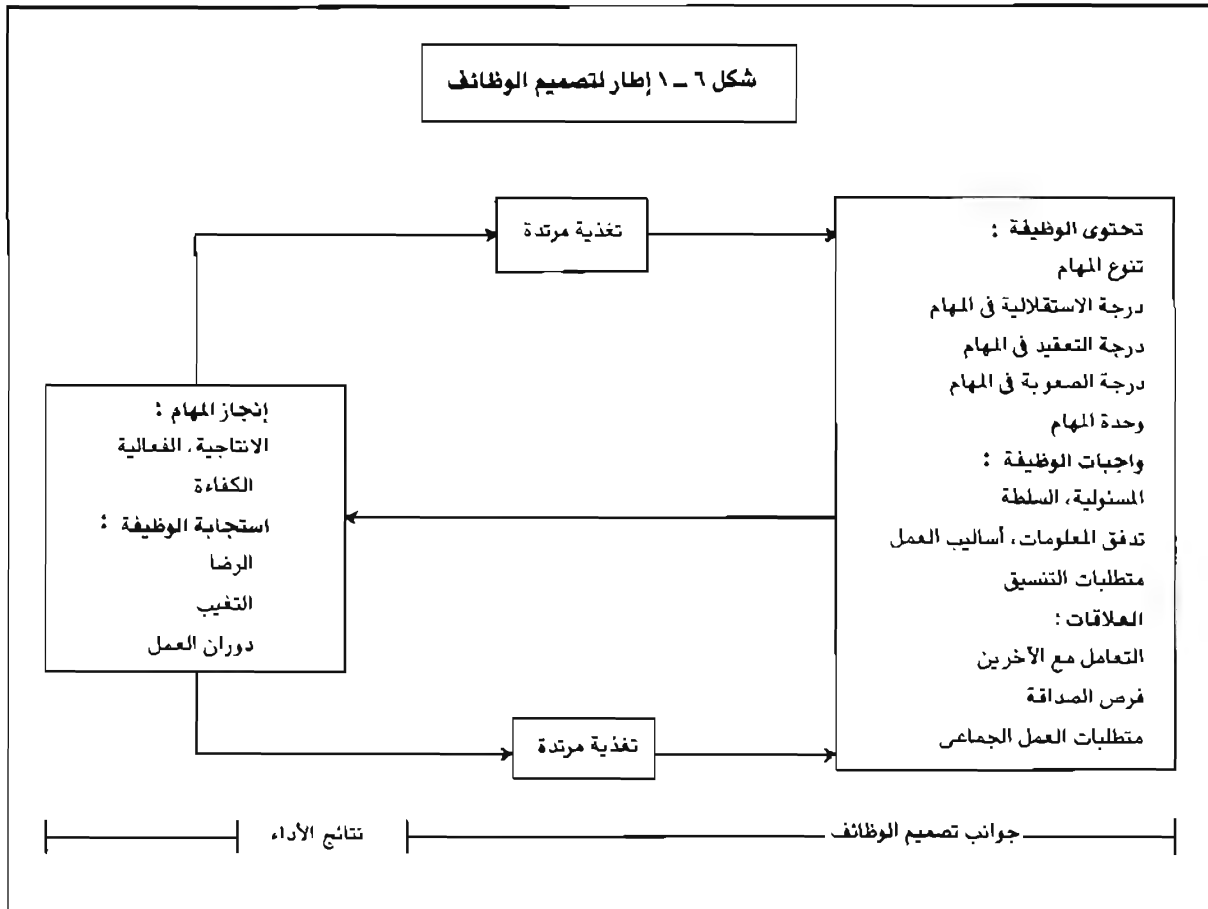 شكل ٦ – ١ إطار لتصميم الوظائف
تغذية مرتدة
تحتوى الوظيفة :
تنوع المهام
درجة الاستقلالية فى المهام
درجة التعقيد فى المهام
درجة الصعوبة فى المهام
وحدة المهام
واجبات الوظيفة :
المسئولية، السلطة
تدفق المعلومات، أساليب العمل
متطلبات التنسيق
العلاقات :
التعامل مع الآخرين
فرص الصداقة
متطلبات العمل الجماعى
إنجاز المهام :
الانتاجية، الفعالية
الكفاءة
استجابة الوظيفة :
الرضا
التغيب
دوران العمل
تغذية مرتدة
جوانب تصميم الوظائف
نتائج الأداء